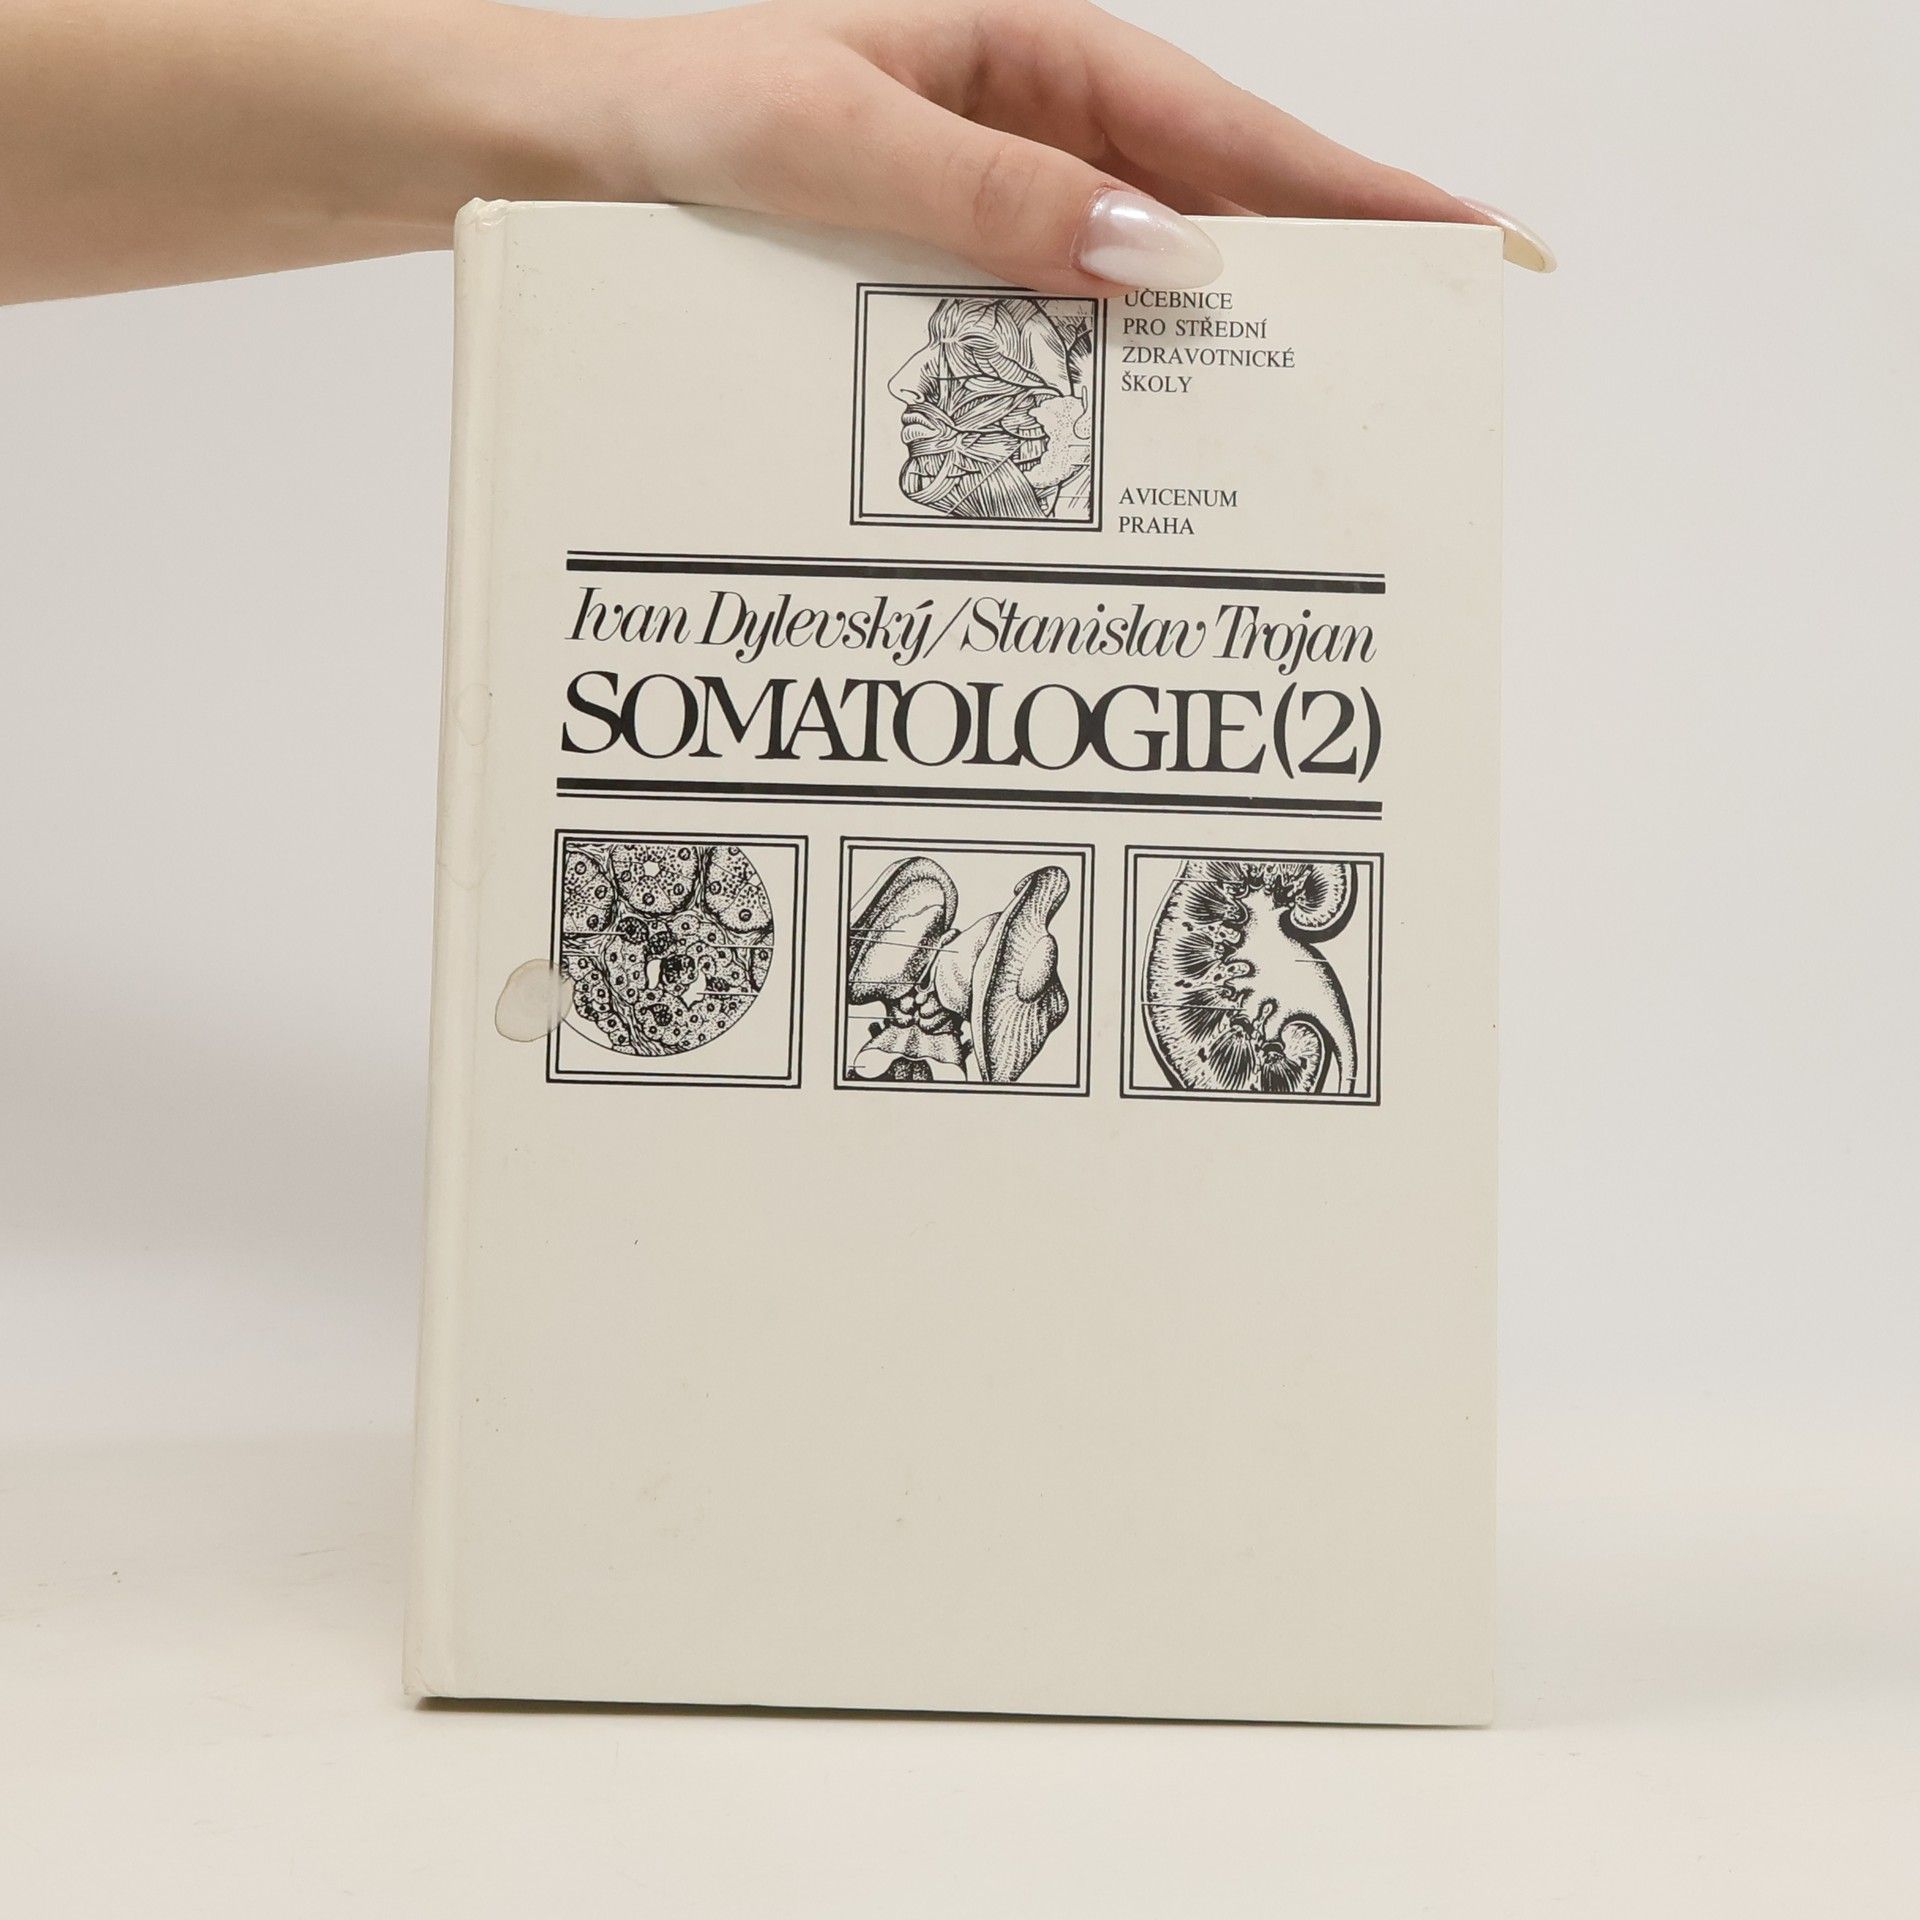 UČEBNICE
PRO STŘEDNÍ
ZDRAVOTNICKÉ
ŠKOLY
AVICENUM
PRAHA
Ivan Dylevský/Stanislav Trojan
SOMATOLOGIE(2)